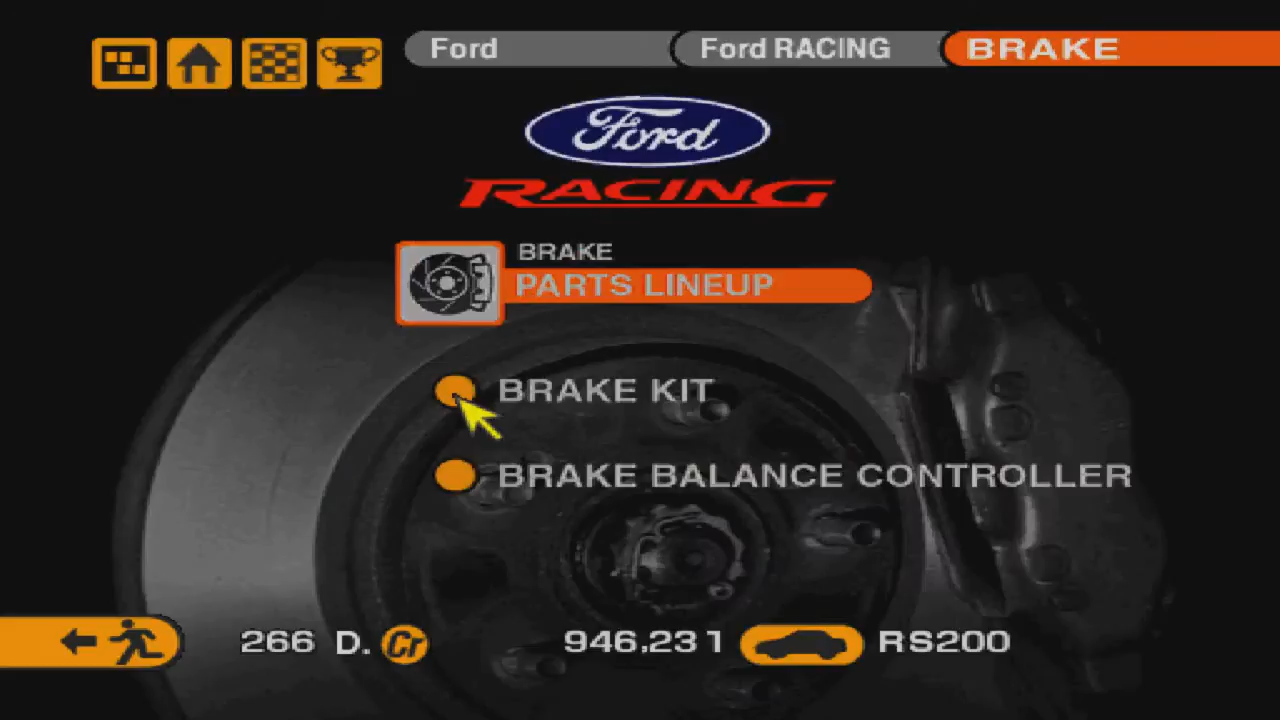 Ford
Ford RACING
BRAKE
Ford
RACING
BRAKE
PARTS LINEUP
BRAKE KIT
BRAKE BALANCE CONTROLLER
266 D. Cr 946,231 RS200